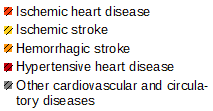 Ischemic heart disease
Ischemic stroke
Hemorrhagic stroke
Hypertensive heart disease
Other cardiovascular and circula-
tory diseases